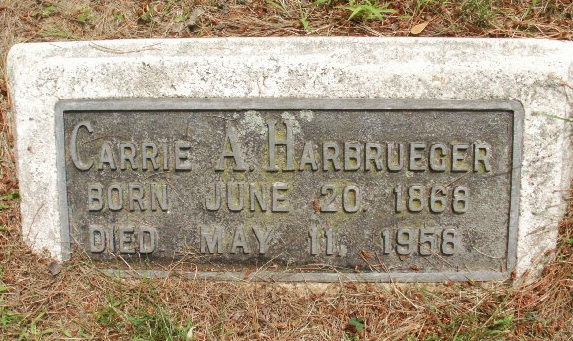 CARRIE A. HARBRUEGER
BORN JUNE 20. 1868
DIED MAY 11. 1958